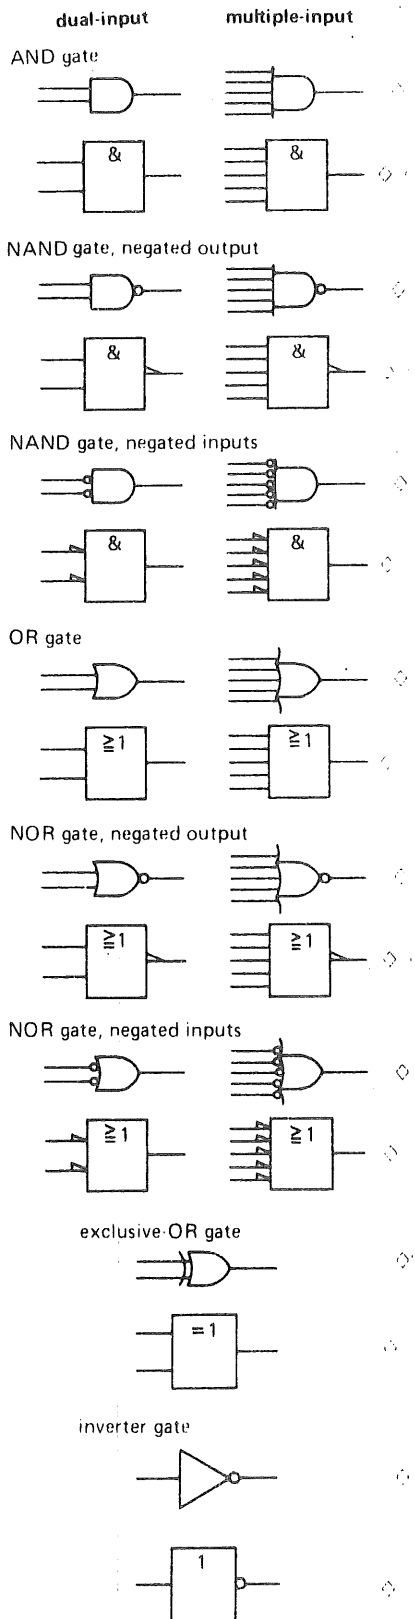 dual-input multiple-input
AND gate
& &
NAND gate, negated output
& &
NAND gate, negated inputs
& &
OR gate
≧1 ≧1
NOR gate, negated output
≧1 ≧1
NOR gate, negated inputs
≧1 ≧1
exclusive-OR gate
=1
inverter gate
1